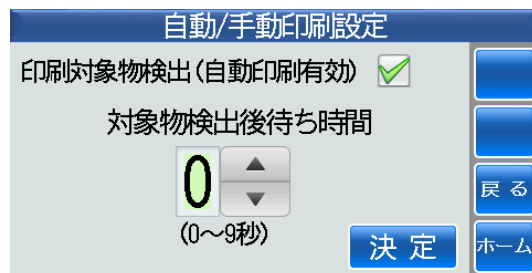 自動/手動印刷設定
印刷対象物検出(自動印刷有効)
対象物検出後待ち時間
0
戻る
(0〜9秒)
決定
ホーム